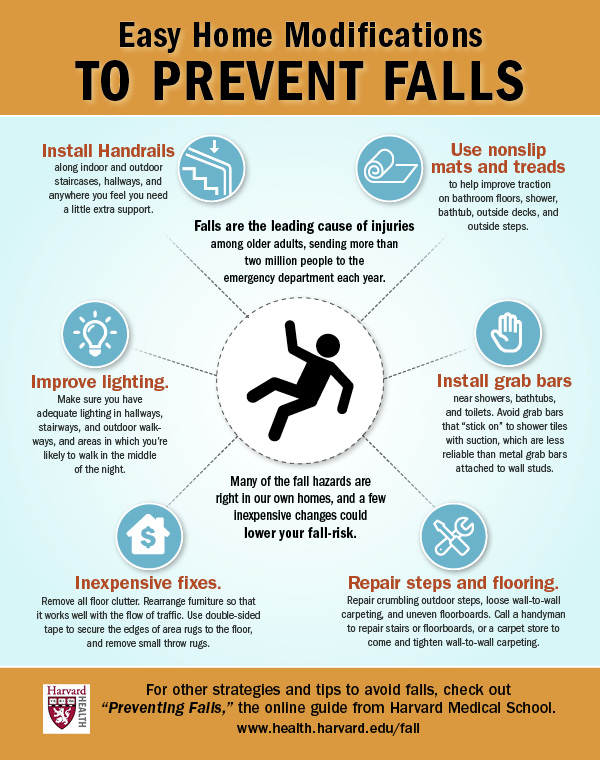 Easy Home Modifications
TO PREVENT FALLS
Install Handrails
along indoor and outdoor
staircases, hallways, and
anywhere you feel you need
a little extra support.
Use nonslip
mats and treads
to help improve traction
on bathroom floors, shower,
bathtub, outside decks, and
outside steps.
Falls are the leading cause of injuries
among older adults, sending more than
two million people to the
emergency department each year.
Improve lighting.
Make sure you have
adequate lighting in hallways,
stairways, and outdoor walk-
ways, and areas in which you're
likely to walk in the middle
of the night.
Install grab bars
near showers, bathtubs,
and toilets. Avoid grab bars
that “stick on” to shower tiles
with suction, which are less
reliable than metal grab bars
attached to wall studs.
Many of the fall hazards are
right in our own homes, and a few
inexpensive changes could
lower your fall-risk.
$
Inexpensive fixes.
Remove all floor clutter. Rearrange furniture so that
it works well with the flow of traffic. Use double-sided
tape to secure the edges of area rugs to the floor,
and remove small throw rugs.
Repair steps and flooring.
Repair crumbling outdoor steps, loose wall-to-wall
carpeting, and uneven floorboards. Call a handyman
to repair stairs or floorboards, or a carpet store to
come and tighten wall-to-wall carpeting.
Harvard
HEALTH
For other strategies and tips to avoid falls, check out
“Preventing Falls,” the online guide from Harvard Medical School.
www.health.harvard.edu/fall